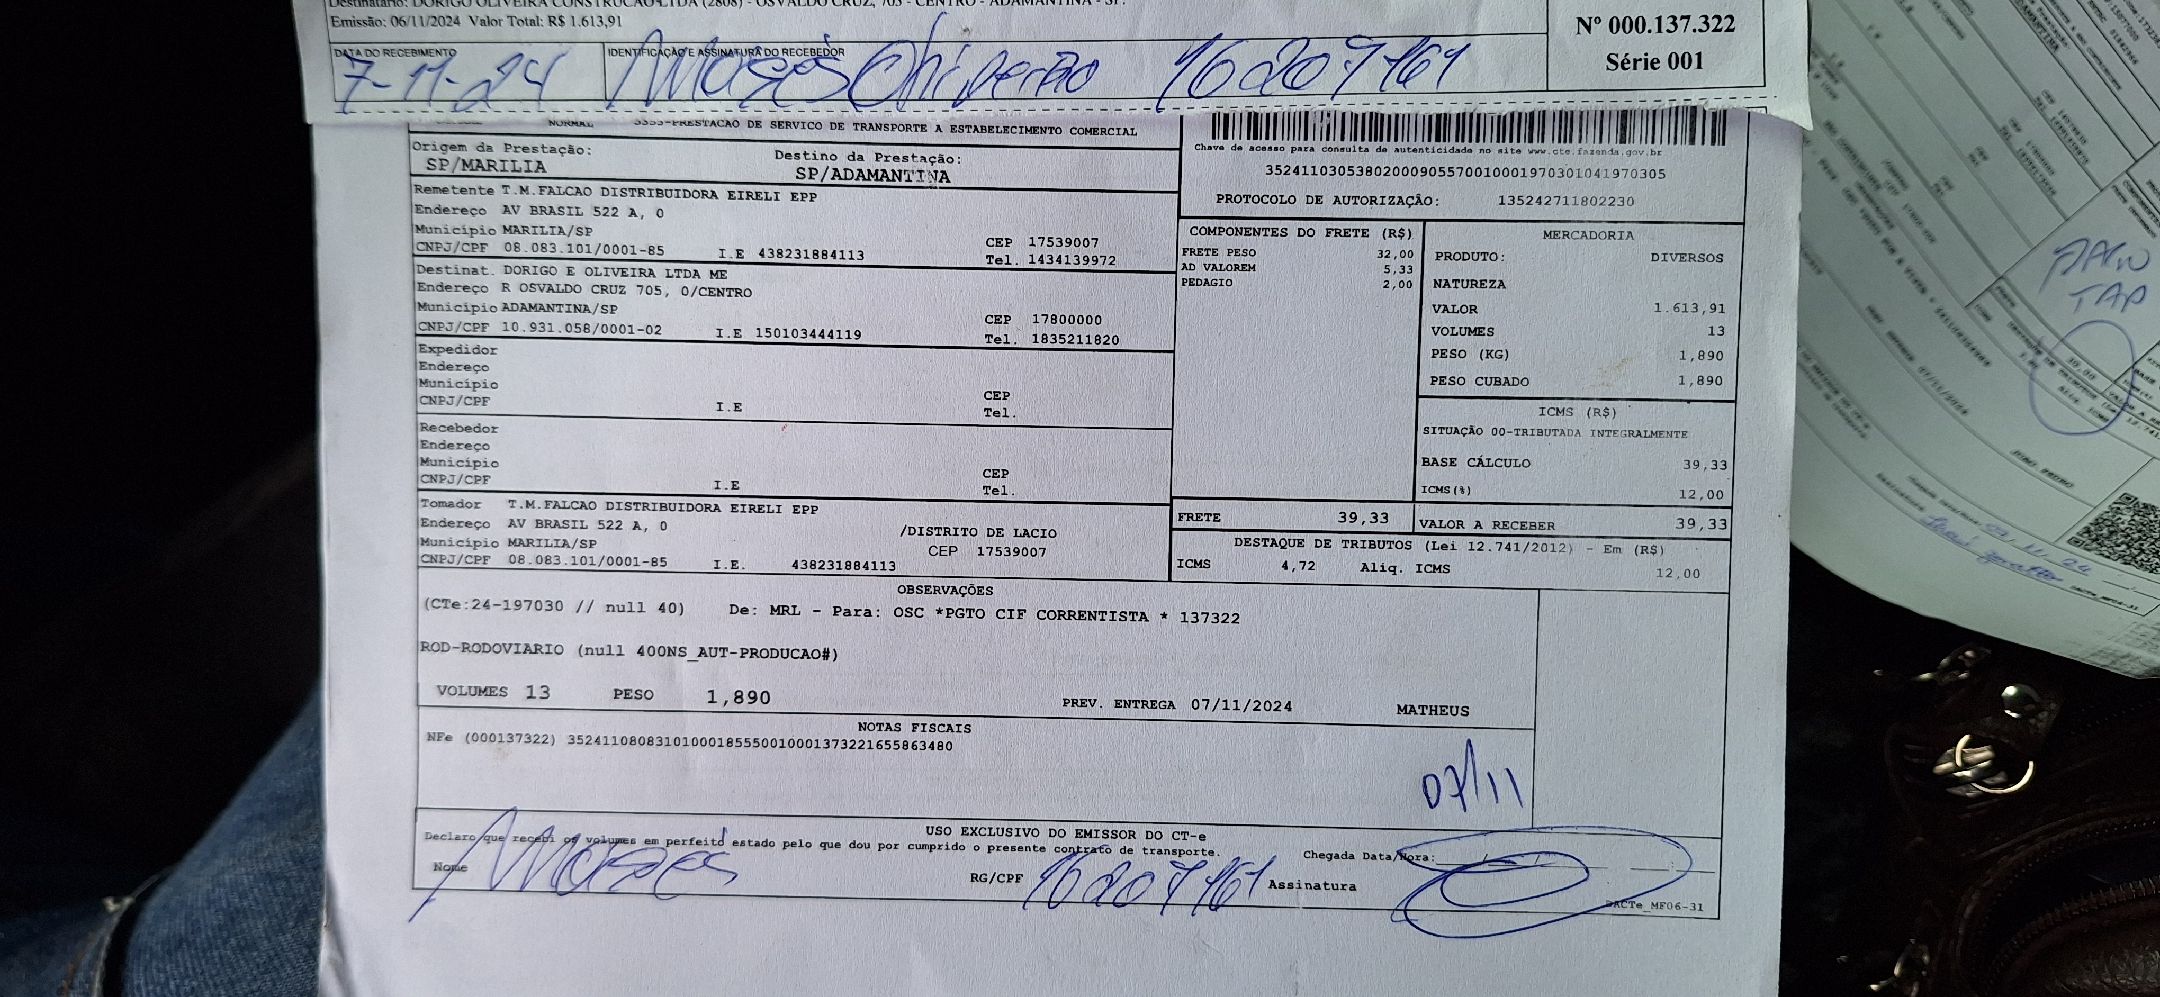 Destinatário: DORIGO OLIVEIRA CONSTRUCAO LTDA (2808) - OSVALDO CRUZ, 705 - CENTRO - ADAMANTINA - SP.
Emissão: 06/11/2024 Valor Total: R$ 1.613,91
Nº 000.137.322
Série 001
DATA DO RECEBIMENTO
IDENTIFICAÇÃO E ASSINATURA DO RECEBEDOR
7-11-24
16207161
NORMAL PRESTACAO DE SERVICO DE TRANSPORTE A ESTABELECIMENTO COMERCIAL
Origem da Prestação:
SP/MARILIA
Destino da Prestação:
SP/ADAMANTINA
Chave de acesso para consulta de autenticidade no site www.cte.fazenda.gov.br
35241103053802000905570010001970301041970305
PROTOCOLO DE AUTORIZAÇÃO: 135242711802230
Remetente T.M.FALCAO DISTRIBUIDORA EIRELI EPP
Endereço AV BRASIL 522 A, 0
Município MARILIA/SP
CEP 17539007
CNPJ/CPF 08.083.101/0001-85 I.E 438231884113 Tel. 1434139972
Destinat. DORIGO E OLIVEIRA LTDA ME
Endereço R OSVALDO CRUZ 705, 0/CENTRO
Município ADAMANTINA/SP
CEP 17800000
CNPJ/CPF 10.931.058/0001-02 I.E 150103444119 Tel. 1835211820
Expedidor
Endereço
Município
CEP
CNPJ/CPF I.E Tel.
Recebedor
Endereço
Município
CEP
CNPJ/CPF I.E Tel.
Tomador T.M.FALCAO DISTRIBUIDORA EIRELI EPP
Endereço AV BRASIL 522 A, 0 /DISTRITO DE LACIO
Município MARILIA/SP CEP 17539007
CNPJ/CPF 08.083.101/0001-85 I.E. 438231884113
COMPONENTES DO FRETE (R$)
FRETE PESO 32,00
AD VALOREM 5,33
PEDAGIO 2,00
MERCADORIA
PRODUTO: DIVERSOS
NATUREZA
VALOR 1.613,91
VOLUMES 13
PESO (KG) 1,890
PESO CUBADO 1,890
ICMS (R$)
SITUAÇÃO 00-TRIBUTADA INTEGRALMENTE
BASE CÁLCULO 39,33
ICMS(%) 12,00
FRETE 39,33
VALOR A RECEBER 39,33
DESTAQUE DE TRIBUTOS (Lei 12.741/2012) - Em (R$)
ICMS 4,72 Aliq. ICMS 12,00
OBSERVAÇÕES
(CTe:24-197030 // null 40) De: MRL - Para: OSC *PGTO CIF CORRENTISTA * 137322
ROD-RODOVIARIO (null 400NS_AUT-PRODUCAO#)
VOLUMES 13 PESO 1,890 PREV. ENTREGA 07/11/2024 MATHEUS
NOTAS FISCAIS
NFe (000137322) 35241108083101000185550010001373221655863480
07/11
USO EXCLUSIVO DO EMISSOR DO CT-e
Declaro que recebi os volumes em perfeito estado pelo que dou por cumprido o presente contrato de transporte.
Chegada Data/Hora:
Nome RG/CPF 16207161 Assinatura
DACTe_MF06-31